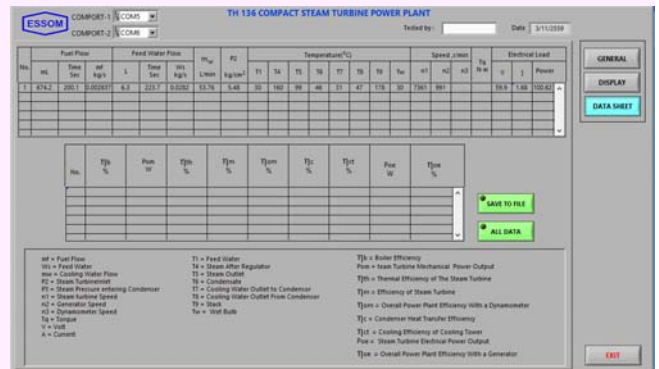 ESSOM
COMPORT-1 COM5
COMPORT-2 COM6
TH 136 COMPACT STEAM TURBINE POWER PLANT
Tested by :
Date 3/11/2559
No. Fuel Flow Feed Water Flow mw P2 Temperature(°C) Speed ,r/min Tq Electrical Load
mL Time Sec mf kg/s L Time Sec Ws kg/s L/min kg/cm² T1 T4 T5 T6 T7 T8 T9 Tw n1 n2 n3 N-m V I Power
1 674.2 200.1 0.002837 6.3 223.7 0.0282 53.76 5.48 30 160 99 46 31 47 178 30 7361 991 59.9 1.68 100.62
GENERAL
DISPLAY
DATA SHEET
No. ηb % Pom W ηth % ηm % ηom % ηc % ηct % Poe W ηoe %
SAVE TO FILE
ALL DATA
mf = Fuel Flow
Ws = Feed Water
mw = Cooling Water Flow
P2 = Steam TurbineInlet
P3 = Steam Pressure entering Condenser
n1 = Steam turbine Speed
n2 = Generator Speed
n3 = Dynamometer Speed
Tq = Torque
V = Volt
A = Current
T1 = Feed Water
T4 = Steam After Regulator
T5 = Steam Outlet
T6 = Condensate
T7 = Cooling Water Outlet to Condensor
T8 = Cooling Water Outlet From Condensor
T9 = Stack
Tw = Wet Bulb
ηb = Boiler Efficiency
Pom = team Turbine Mechanical Power Output
ηth = Thermal Efficiency of The Steam Turbine
ηm = Efficiency of Steam Turbine
ηom = Overall Power Plant Efficiency With a Dynamometer
ηc = Condenser Heat Transfer Efficiency
ηct = Cooling Efficiency of Cooling Tower
Poe = Steam Turbine Electrical Power Output
ηoe = Overall Power Plant Efficiency With a Generator
EXIT